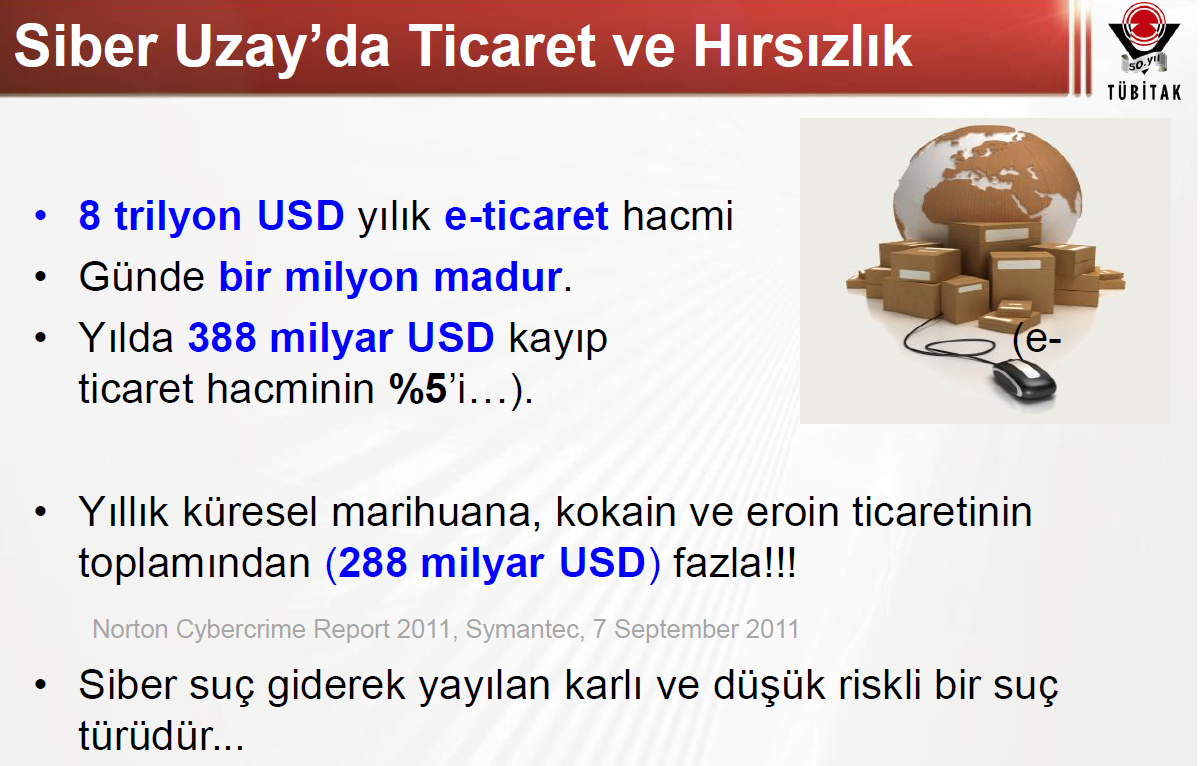 Siber Uzay’da Ticaret ve Hırsızlık
50.yıl
TÜBİTAK
• 8 trilyon USD yılık e-ticaret hacmi
• Günde bir milyon madur.
• Yılda 388 milyar USD kayıp (e-
ticaret hacminin %5’i…).
• Yıllık küresel marihuana, kokain ve eroin ticaretinin
toplamından (288 milyar USD) fazla!!!
Norton Cybercrime Report 2011, Symantec, 7 September 2011
• Siber suç giderek yayılan karlı ve düşük riskli bir suç
türüdür...